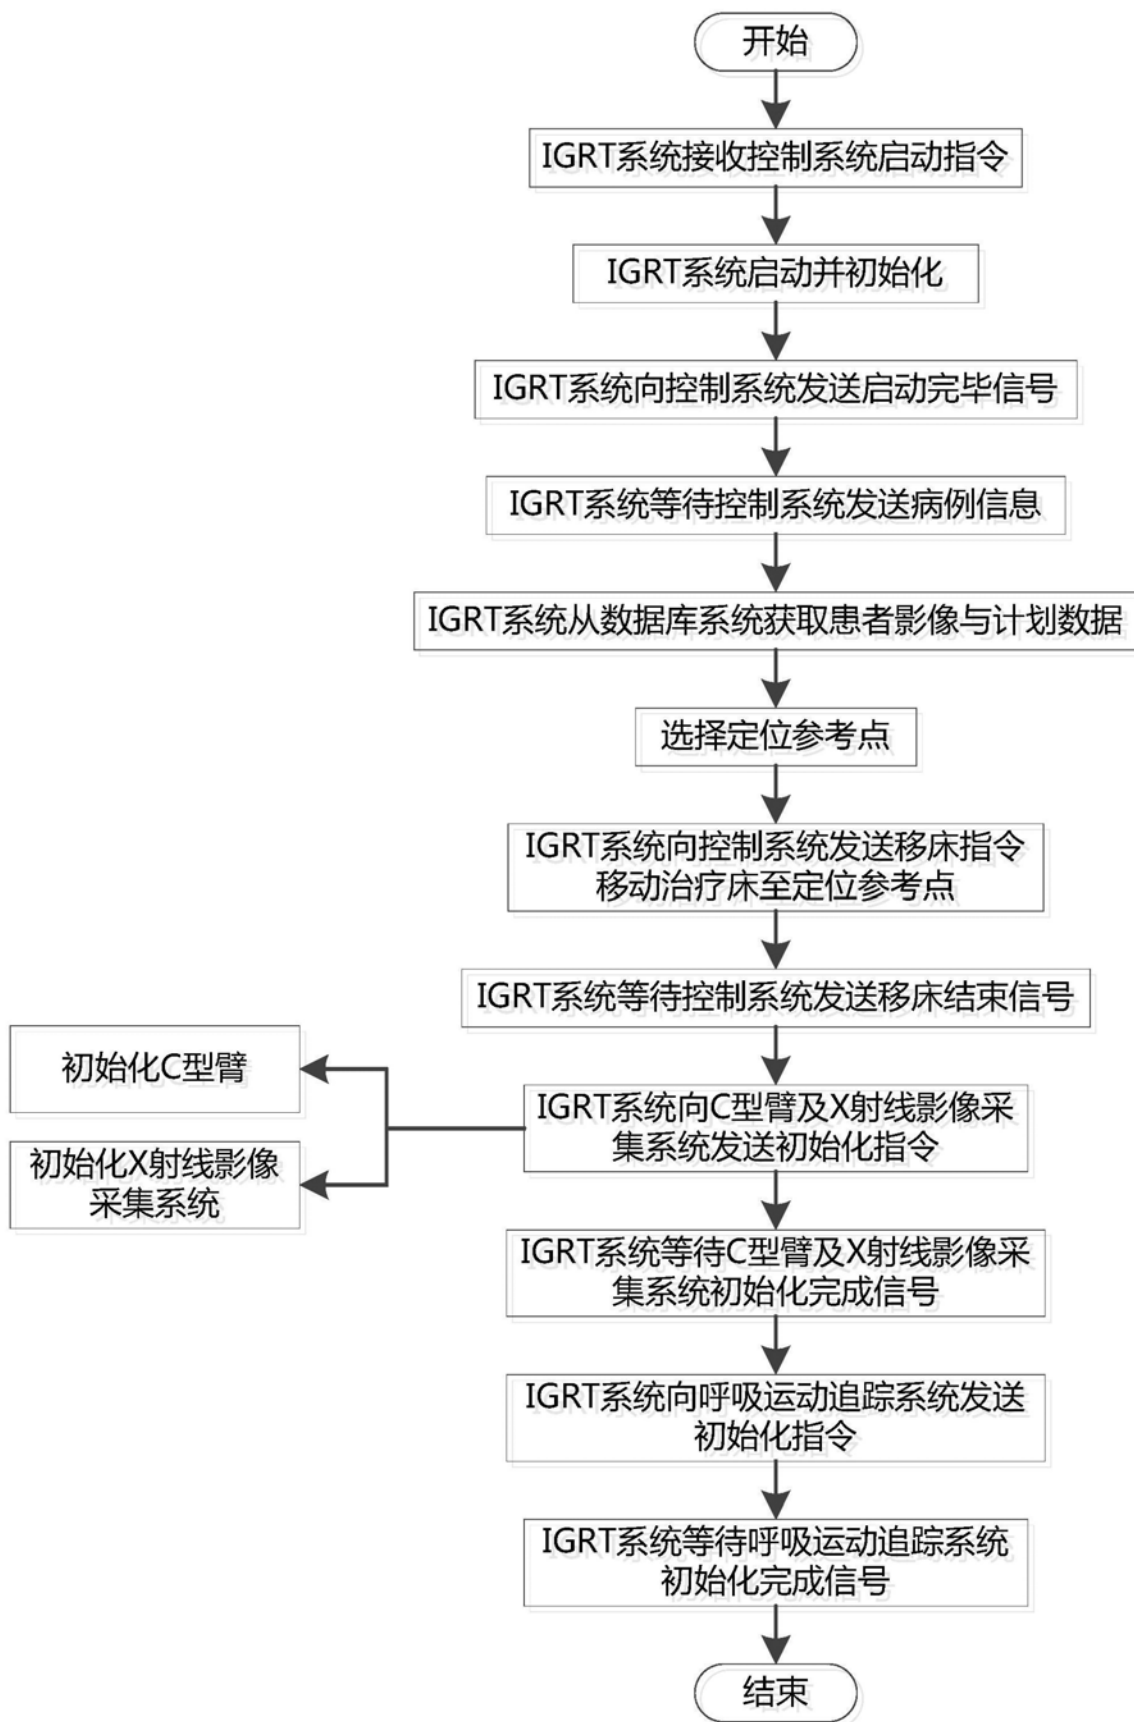 开始
IGRT系统接收控制系统启动指令
IGRT系统启动并初始化
IGRT系统向控制系统发送启动完毕信号
IGRT系统等待控制系统发送病例信息
IGRT系统从数据库系统获取患者影像与计划数据
选择定位参考点
IGRT系统向控制系统发送移床指令
移动治疗床至定位参考点
IGRT系统等待控制系统发送移床结束信号
IGRT系统向C型臂及X射线影像采
集系统发送初始化指令
初始化C型臂
初始化X射线影像
采集系统
IGRT系统等待C型臂及X射线影像采
集系统初始化完成信号
IGRT系统向呼吸运动追踪系统发送
初始化指令
IGRT系统等待呼吸运动追踪系统
初始化完成信号
结束